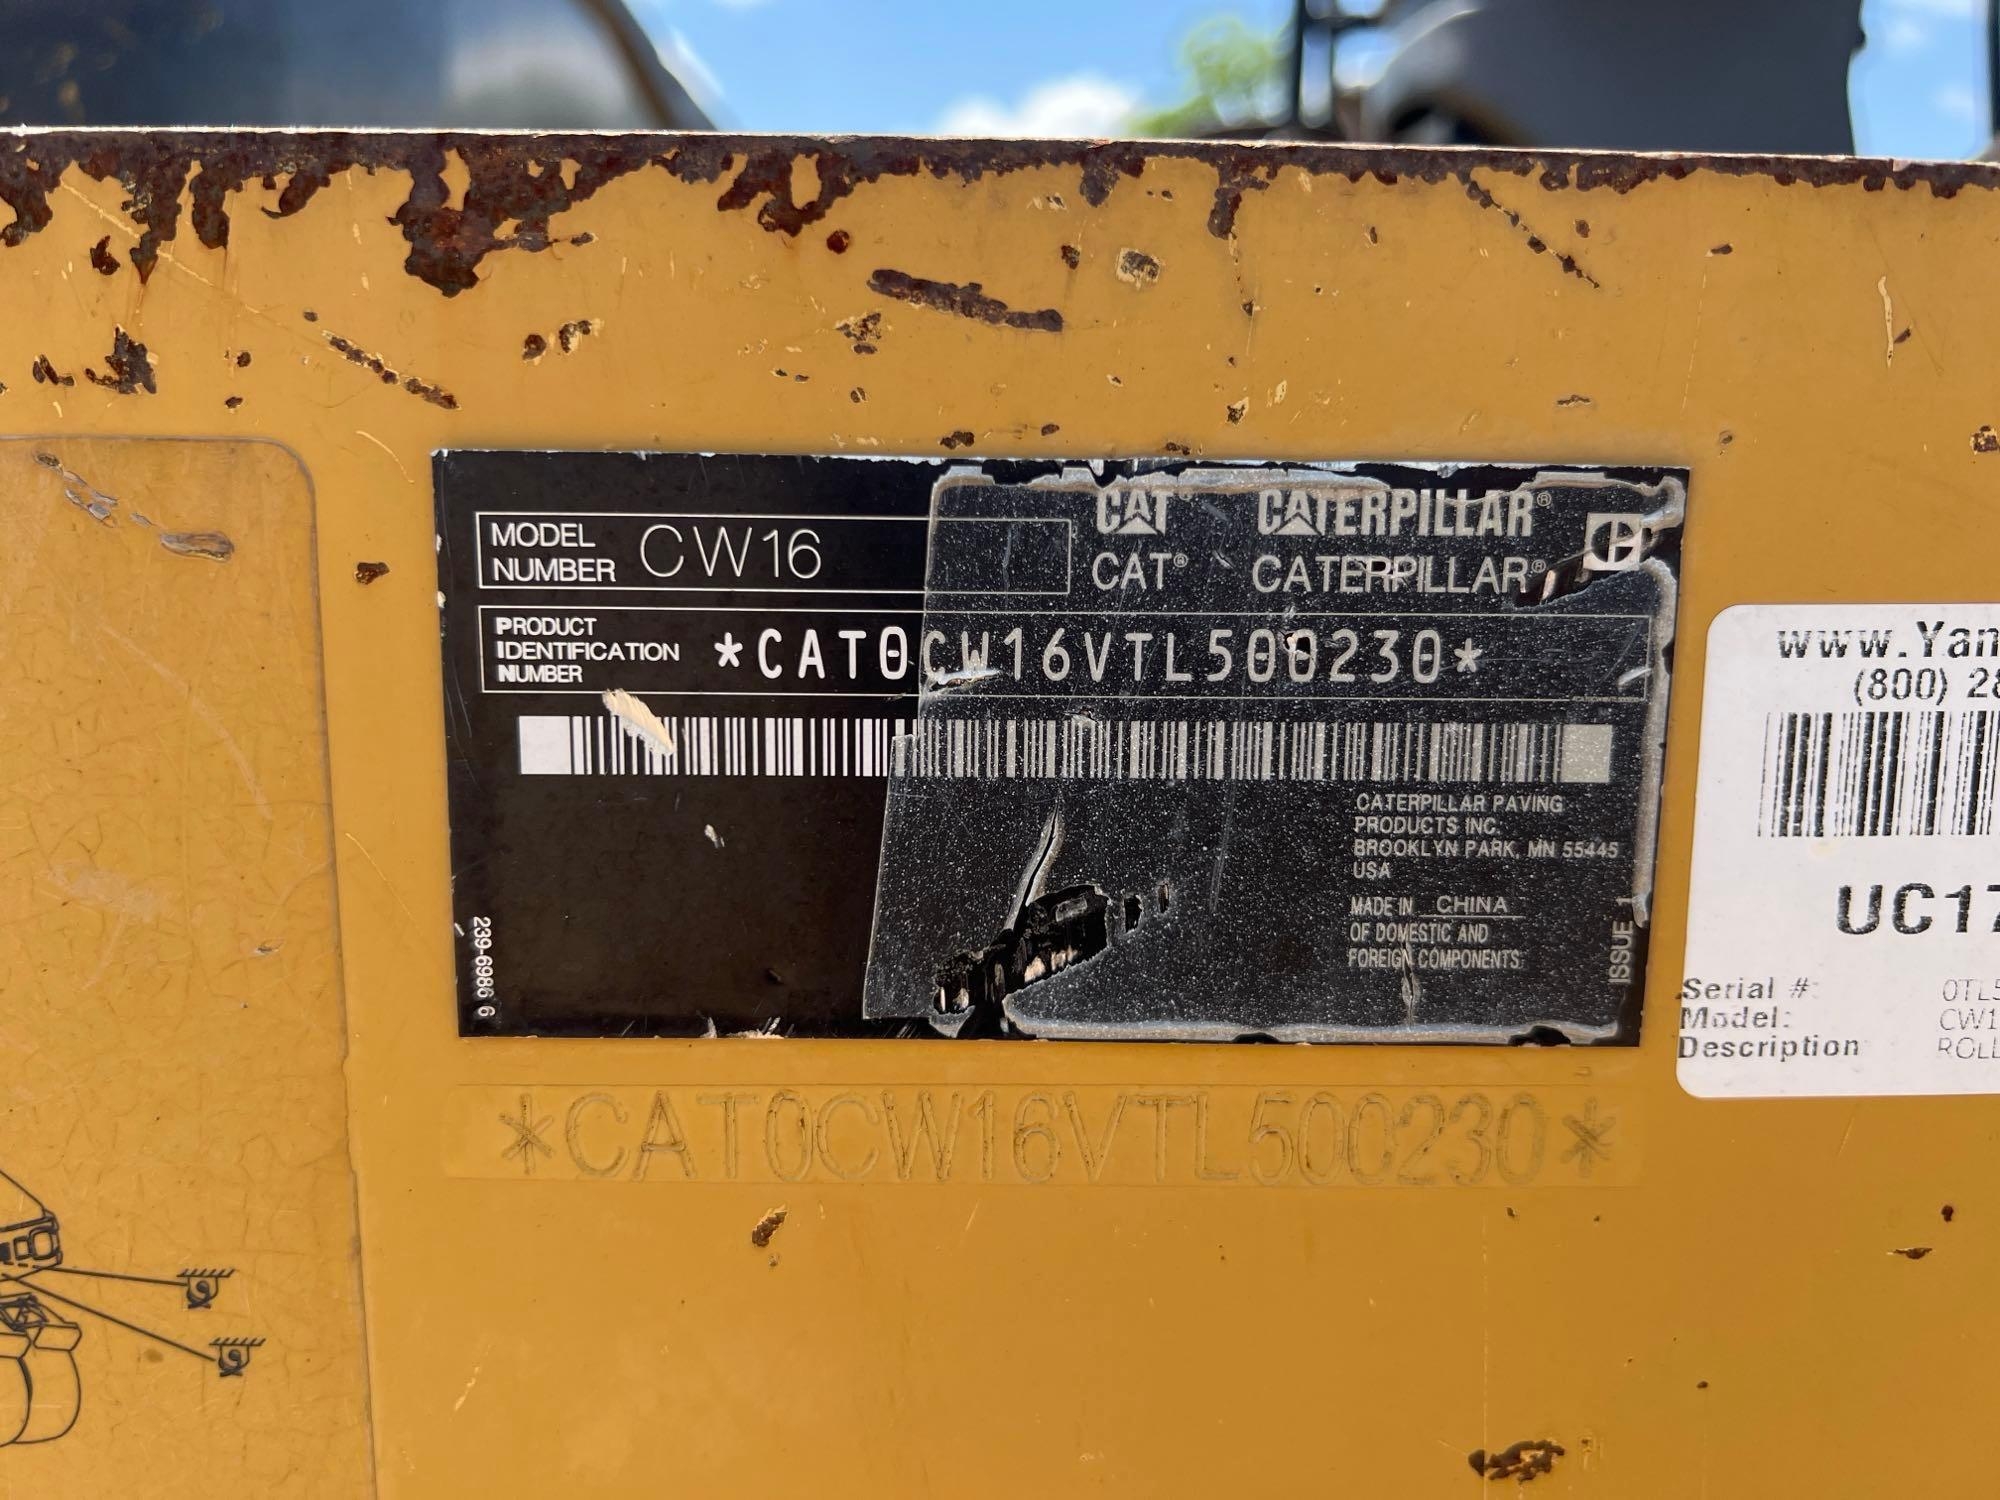 MODEL NUMBER CW16
CAT® CATERPILLAR®
CAT® CATERPILLAR®
PRODUCT IDENTIFICATION NUMBER *CAT0CW16VTL500230*
CATERPILLAR PAVING
PRODUCTS INC.
BROOKLYN PARK, MN 55445
USA
MADE IN CHINA
OF DOMESTIC AND
FOREIGN COMPONENTS
ISSUE 1
239-6986 6
*CAT0CW16VTL500230*
www.Yan
(800) 28
UC17
Serial #: 0TL5
Model: CW1
Description ROLL